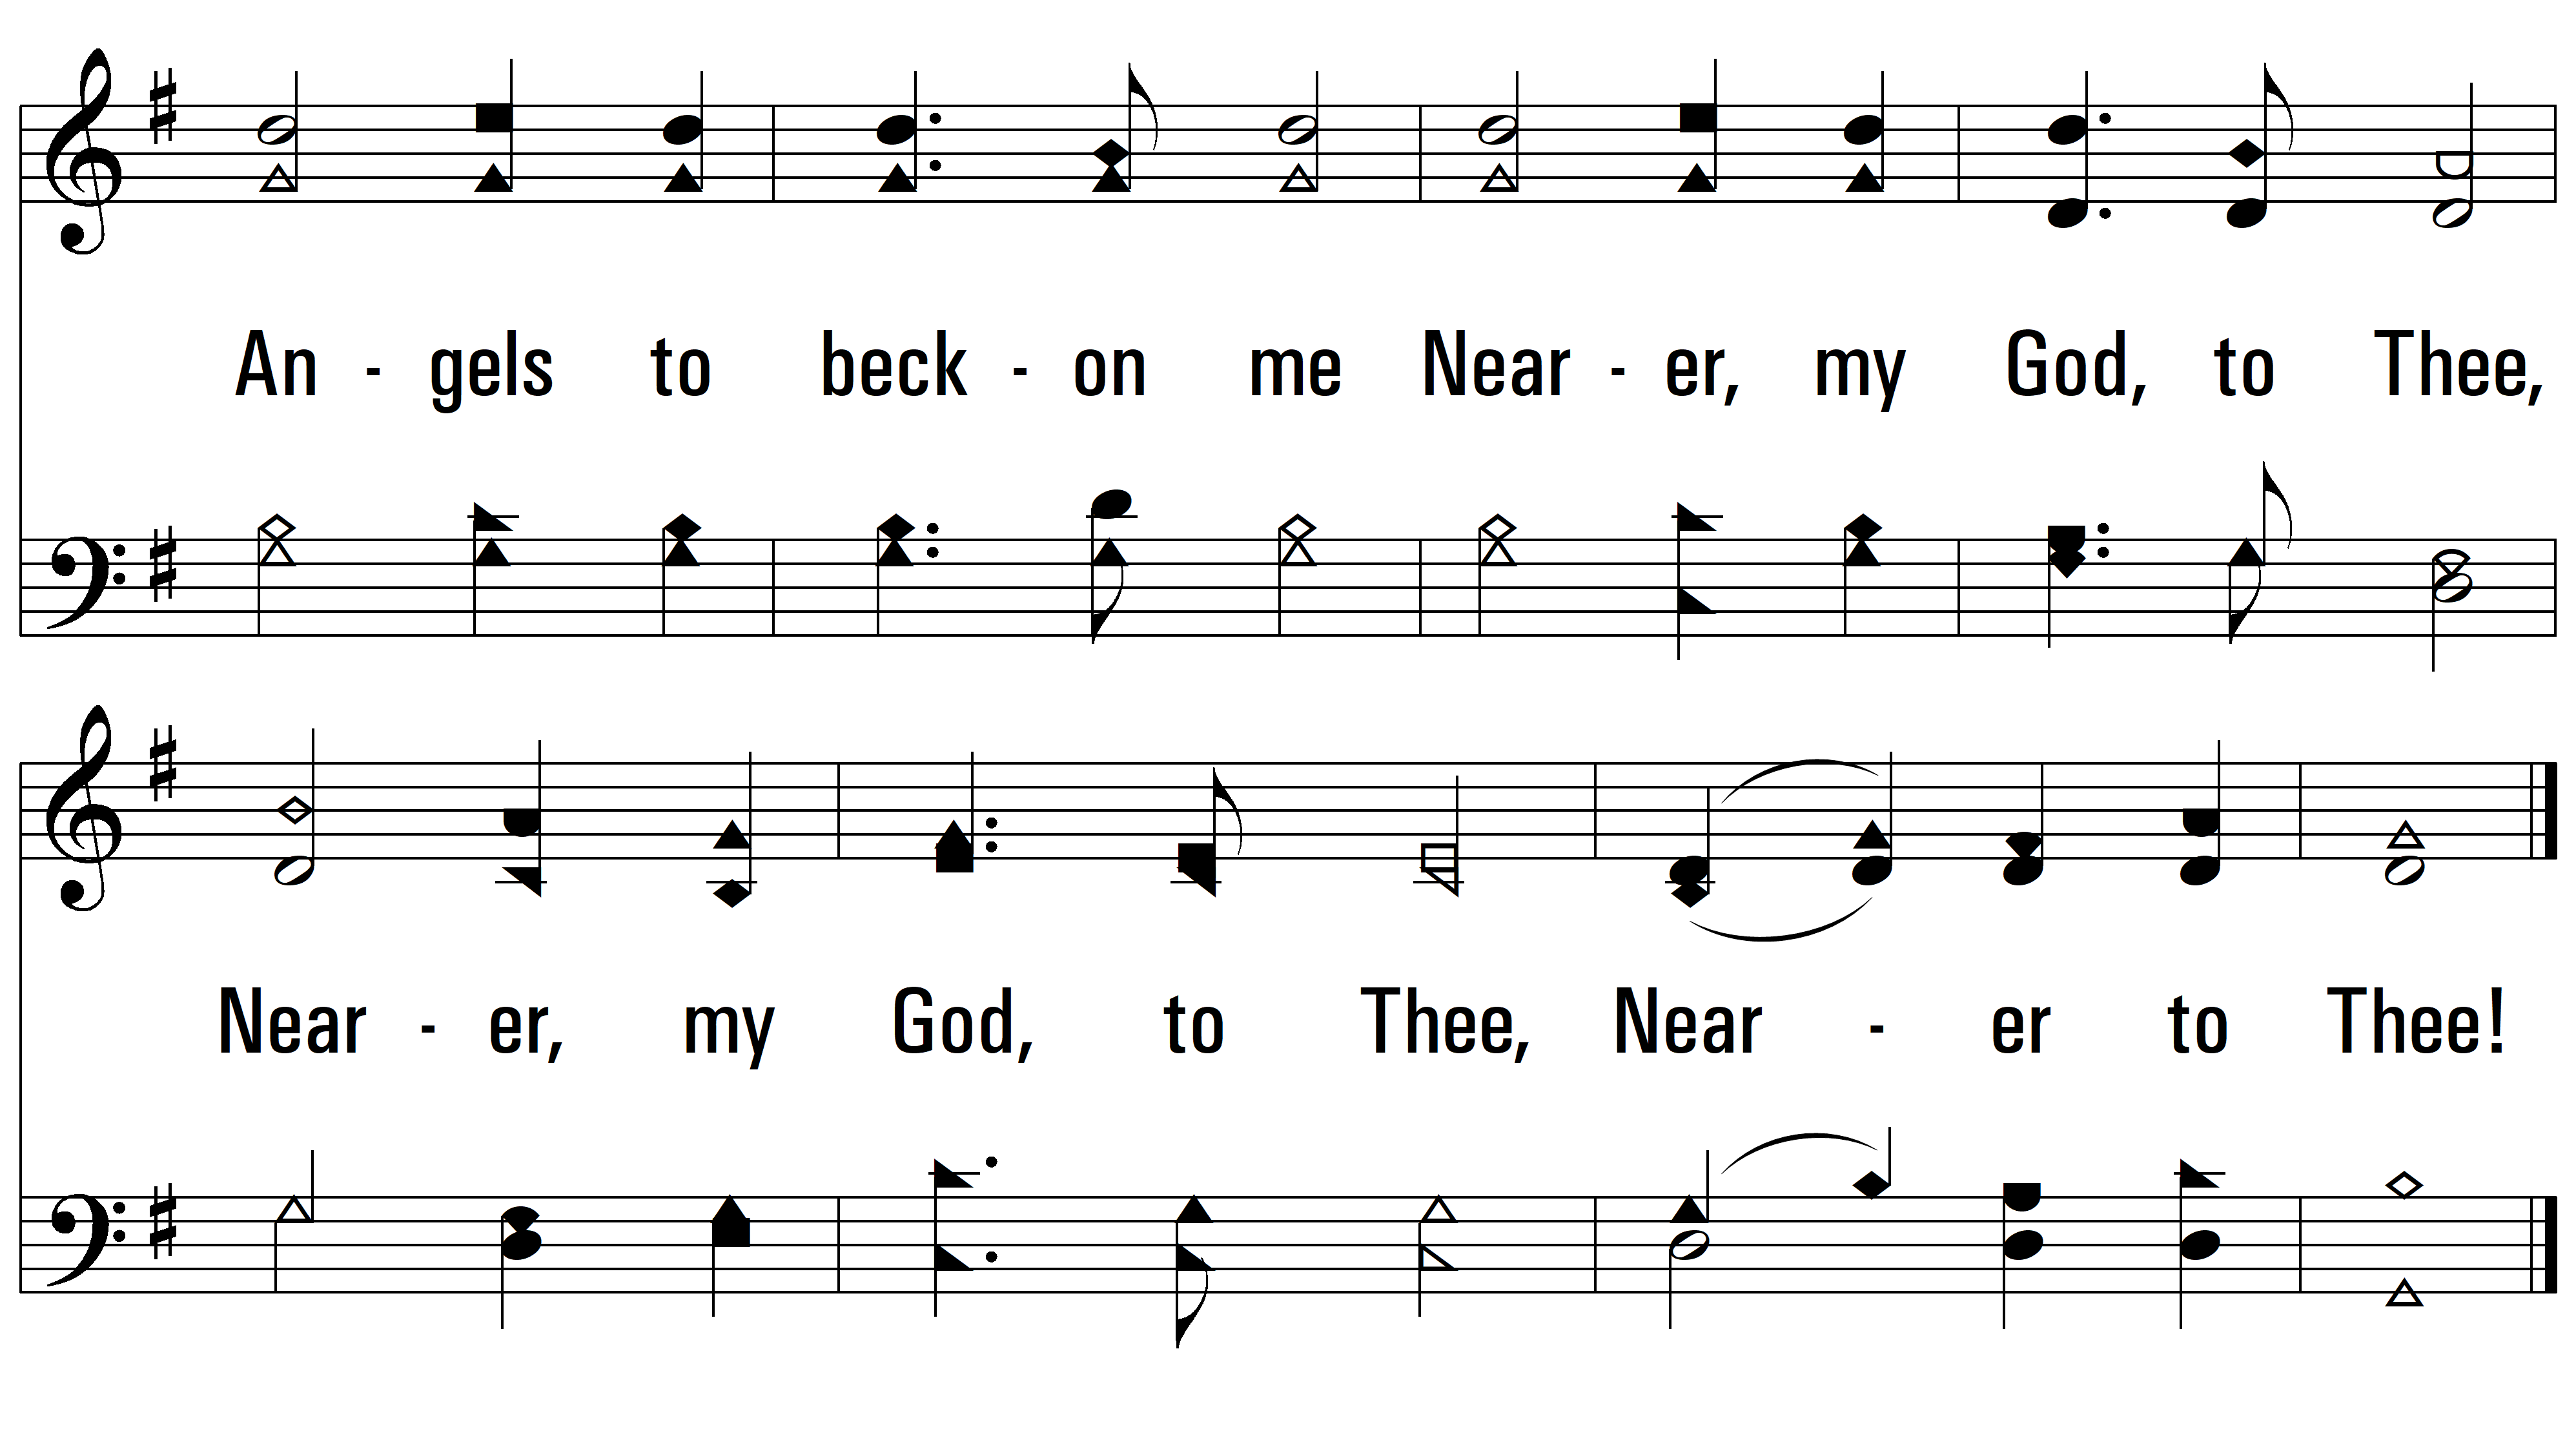 An - gels to beck - on me Near - er, my God, to Thee,
Near - er, my God, to Thee, Near - er to Thee!